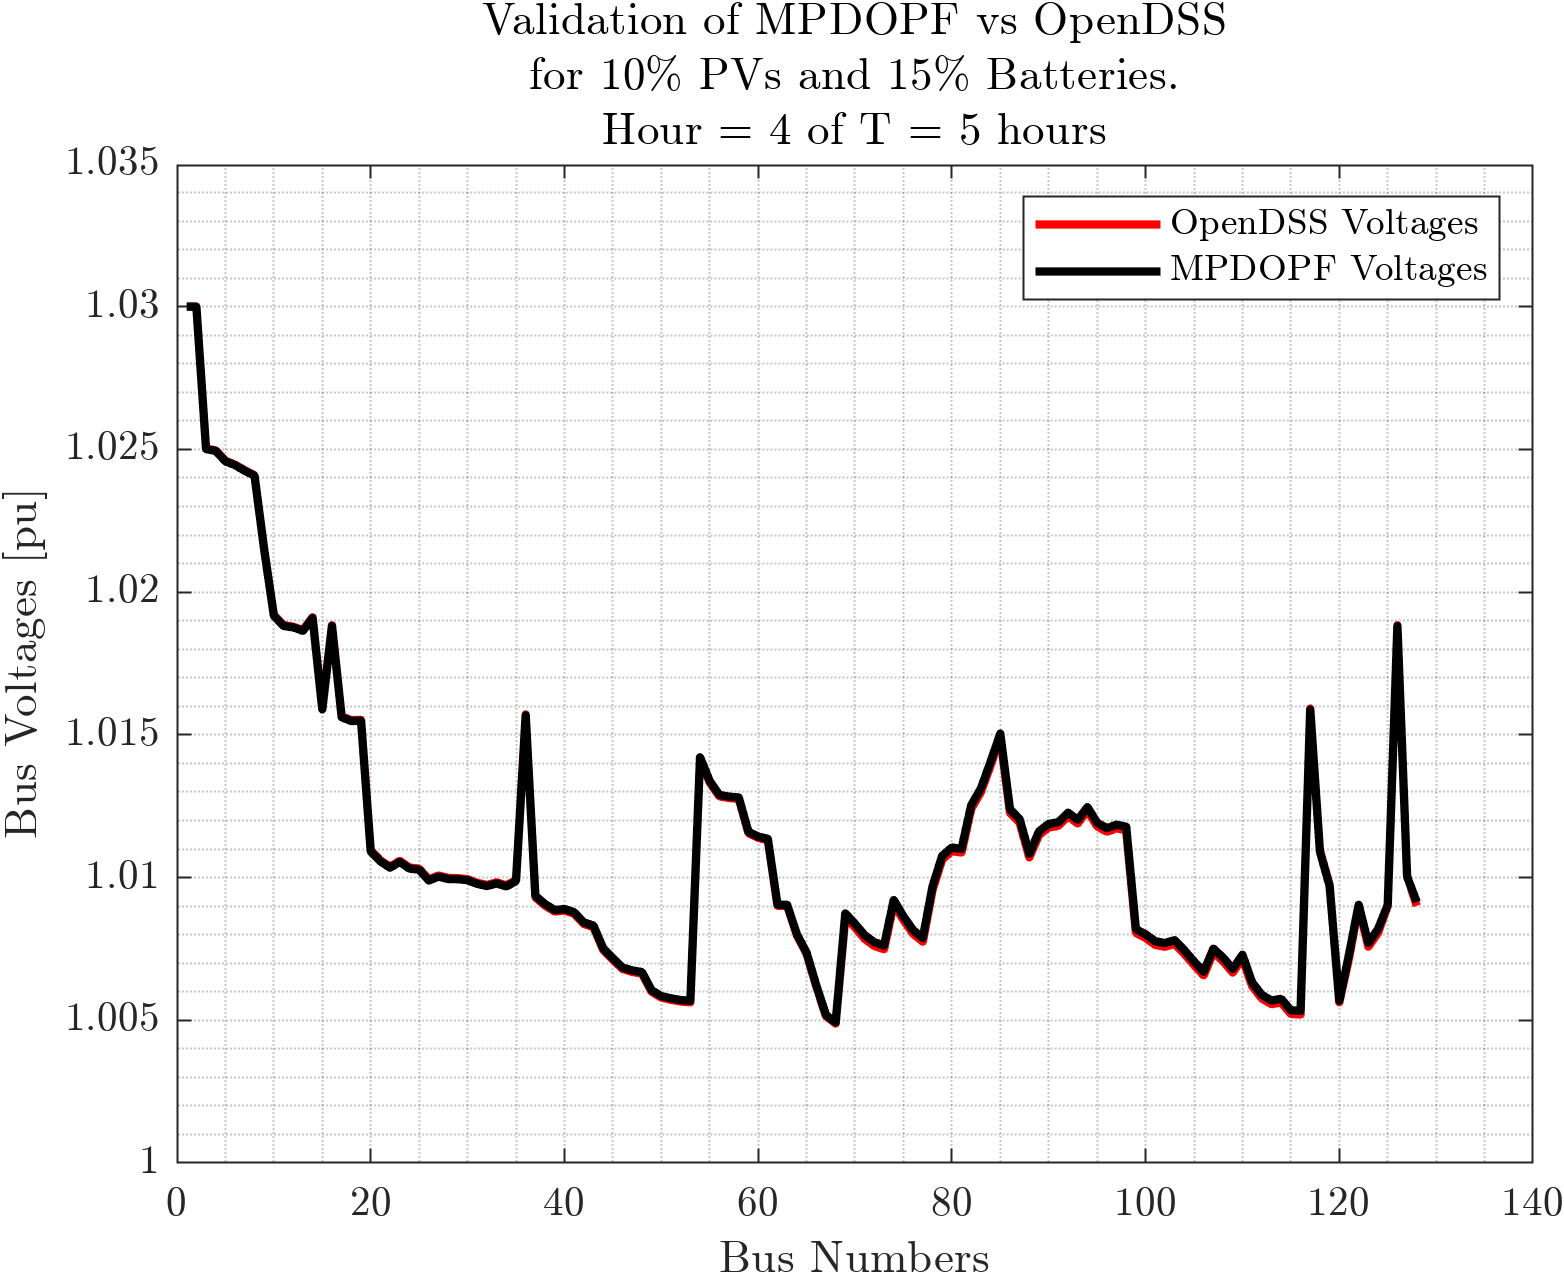 Validation of MPDOPF vs OpenDSS
for 10% PVs and 15% Batteries.
Hour = 4 of T = 5 hours
OpenDSS Voltages
MPDOPF Voltages
Bus Voltages [pu]
1.035
1.03
1.025
1.02
1.015
1.01
1.005
1
0 20 40 60 80 100 120 140
Bus Numbers